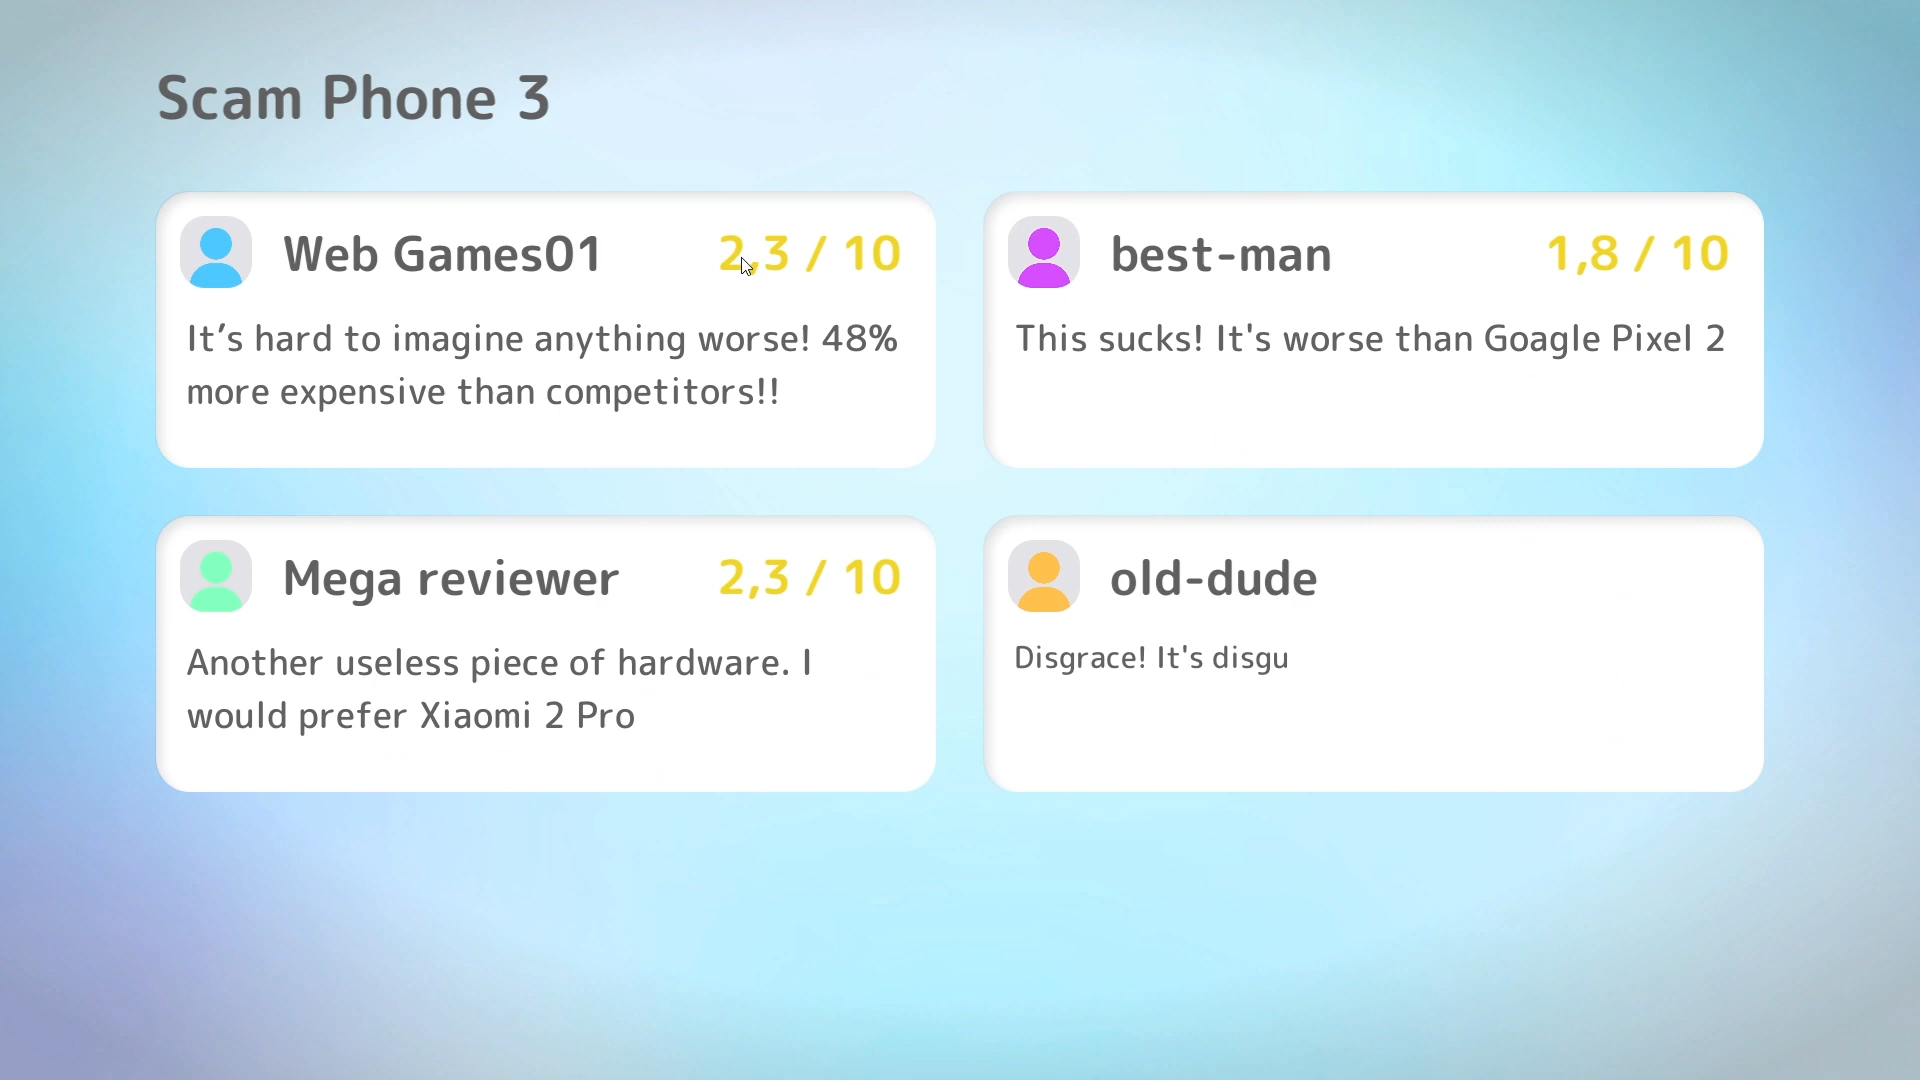 Scam Phone 3
Web Games01 2,3 / 10
It’s hard to imagine anything worse! 48%
more expensive than competitors!!
best-man 1,8 / 10
This sucks! It's worse than Goagle Pixel 2
Mega reviewer 2,3 / 10
Another useless piece of hardware. I
would prefer Xiaomi 2 Pro
old-dude
Disgrace! It's disgu